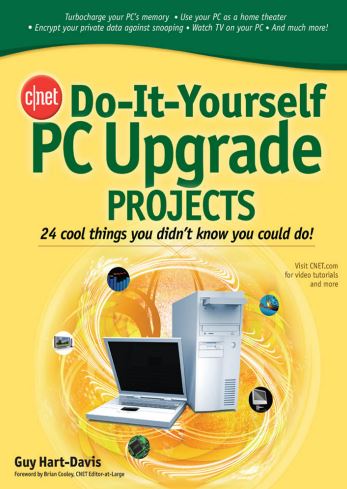 Turbocharge your PC's memory • Use your PC as a home theater
• Encrypt your private data against snooping • Watch TV on your PC • And much more!
c|net Do-It-Yourself
PC Upgrade
PROJECTS
24 cool things you didn't know you could do!
Visit CNET.com
for video tutorials
and more
Guy Hart-Davis
Foreword by Brian Cooley, CNET Editor-at-Large